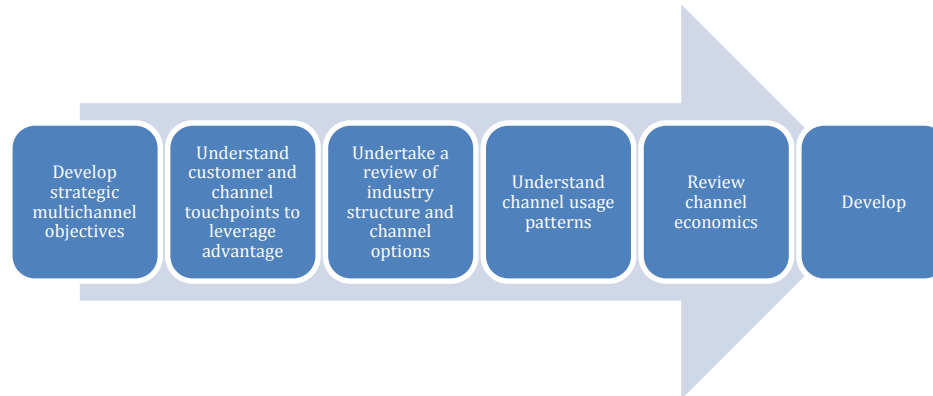 Develop
strategic
multichannel
objectives
Understand
customer and
channel
touchpoints to
leverage
advantage
Undertake a
review of
industry
structure and
channel
options
Understand
channel usage
patterns
Review
channel
economics
Develop